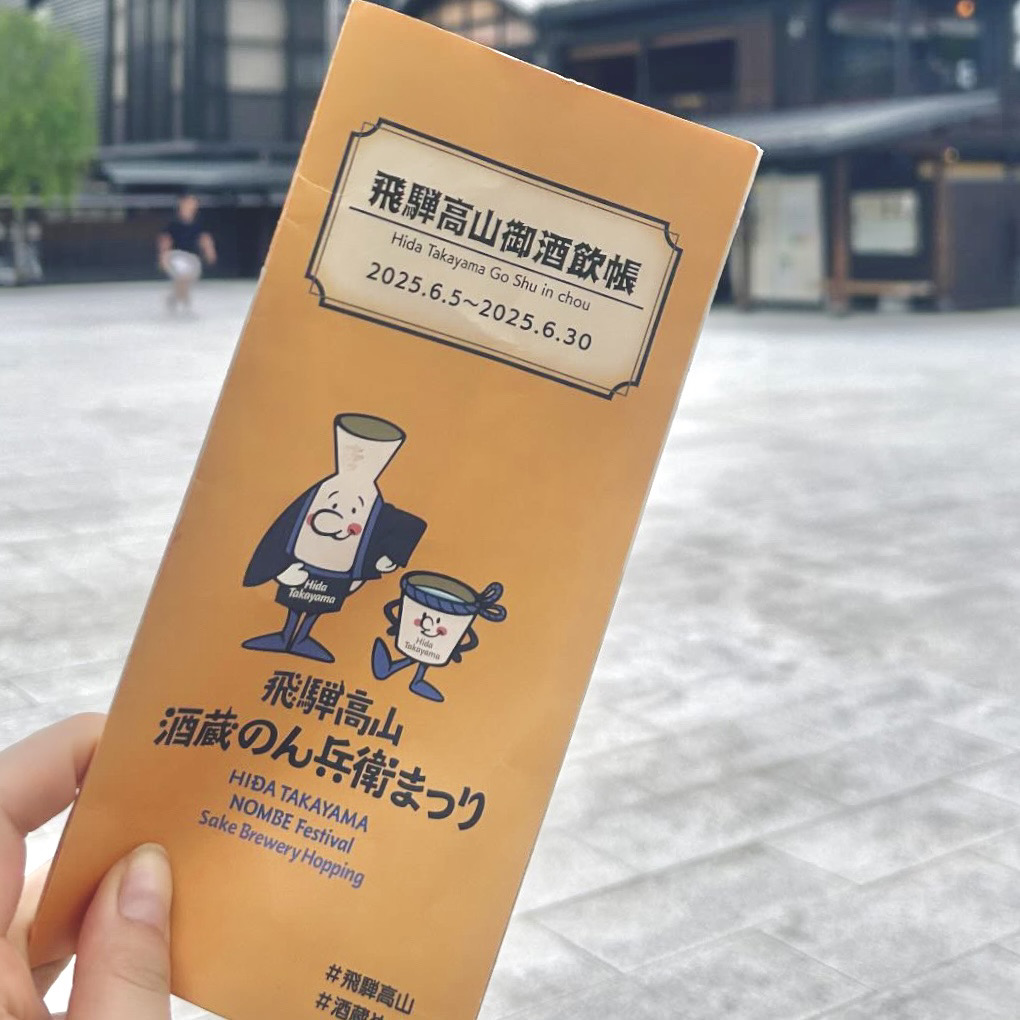 飛騨高山御酒飲帳
Hida Takayama Go Shu in chou
2025.6.5～2025.6.30
Hida
Takayama
Hida
Takayama
飛騨高山
酒蔵のん兵衛まつり
HIDA TAKAYAMA
NOMBE Festival
Sake Brewery Hopping
#飛騨高山
#酒蔵